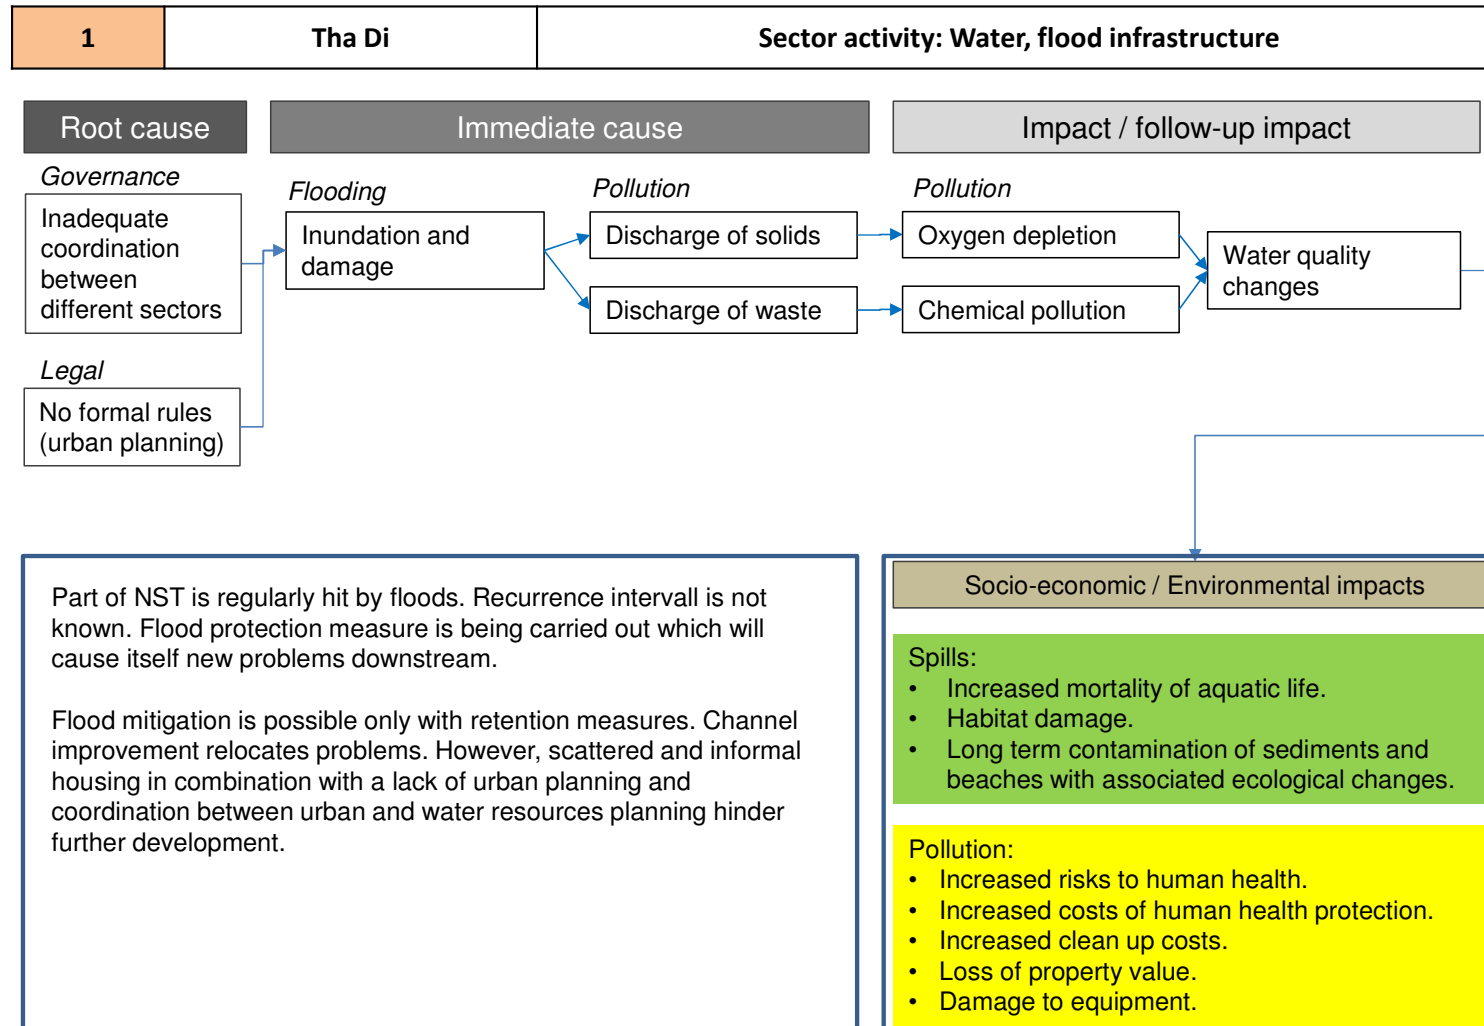 1
Tha Di
Sector activity: Water, flood infrastructure
Root cause
Immediate cause
Impact / follow-up impact
Governance
Inadequate
coordination
between
different sectors
Legal
No formal rules
(urban planning)
Flooding
Inundation and
damage
Pollution
Discharge of solids
Discharge of waste
Pollution
Oxygen depletion
Chemical pollution
Water quality
changes
Part of NST is regularly hit by floods. Recurrence intervall is not
known. Flood protection measure is being carried out which will
cause itself new problems downstream.
Flood mitigation is possible only with retention measures. Channel
improvement relocates problems. However, scattered and informal
housing in combination with a lack of urban planning and
coordination between urban and water resources planning hinder
further development.
Socio-economic / Environmental impacts
Spills:
• Increased mortality of aquatic life.
• Habitat damage.
• Long term contamination of sediments and
beaches with associated ecological changes.
Pollution:
• Increased risks to human health.
• Increased costs of human health protection.
• Increased clean up costs.
• Loss of property value.
• Damage to equipment.